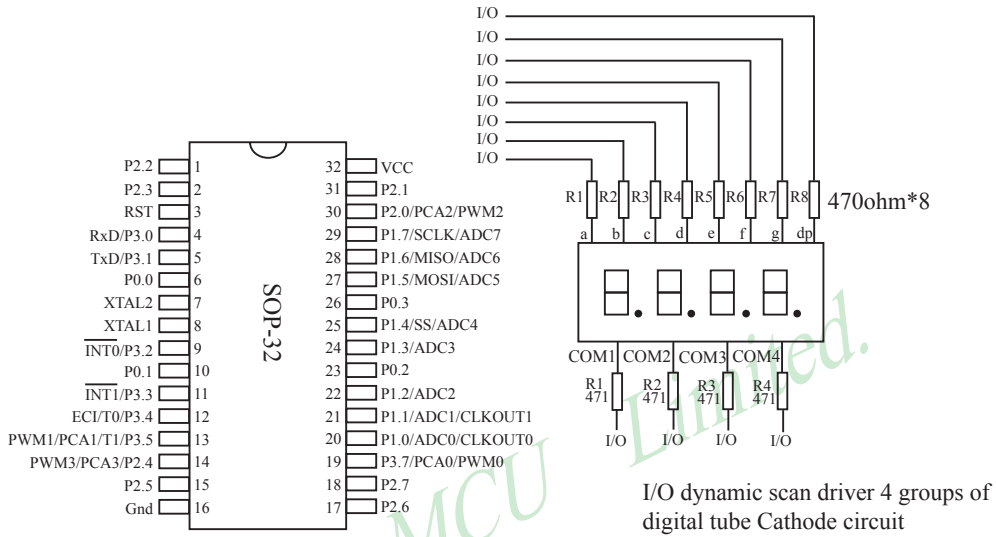 I/O
I/O
I/O
I/O
I/O
I/O
I/O
I/O
R1 R2 R3 R4 R5 R6 R7 R8 470ohm*8
a b c d e f g dp
COM1 COM2 COM3 COM4
R1 471 R2 471 R3 471 R4 471
I/O I/O I/O I/O
I/O dynamic scan driver 4 groups of
digital tube Cathode circuit
SOP-32
P2.2 1 32 VCC
P2.3 2 31 P2.1
RST 3 30 P2.0/PCA2/PWM2
RxD/P3.0 4 29 P1.7/SCLK/ADC7
TxD/P3.1 5 28 P1.6/MISO/ADC6
P0.0 6 27 P1.5/MOSI/ADC5
XTAL2 7 26 P0.3
XTAL1 8 25 P1.4/SS/ADC4
INT0/P3.2 9 24 P1.3/ADC3
P0.1 10 23 P0.2
INT1/P3.3 11 22 P1.2/ADC2
ECI/T0/P3.4 12 21 P1.1/ADC1/CLKOUT1
PWM1/PCA1/T1/P3.5 13 20 P1.0/ADC0/CLKOUT0
PWM3/PCA3/P2.4 14 19 P3.7/PCA0/PWM0
P2.5 15 18 P2.7
Gnd 16 17 P2.6
MCU Limited.